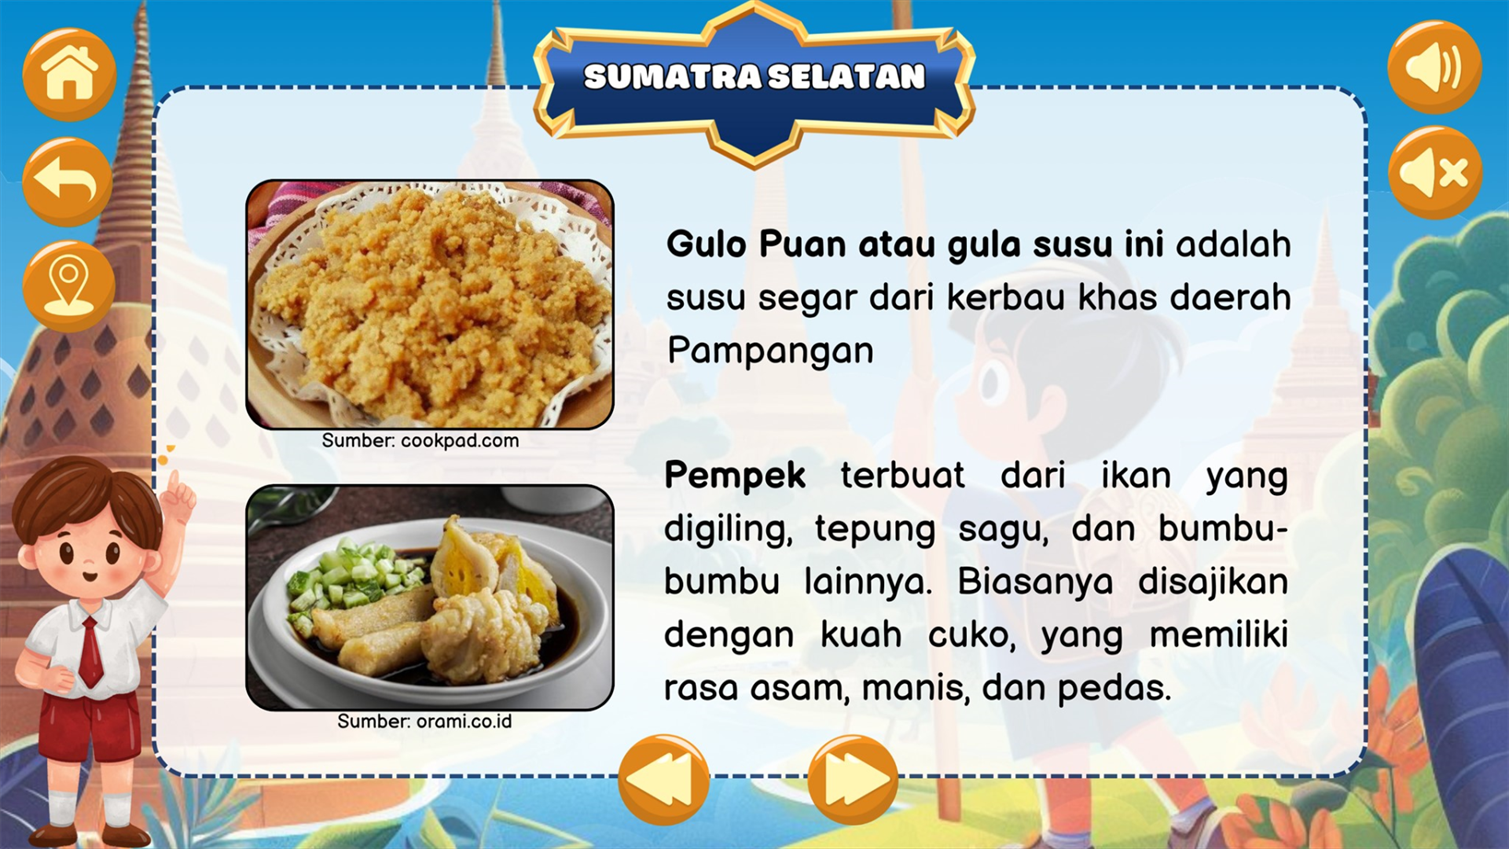 SUMATRA SELATAN
Gulo Puan atau gula susu ini adalah
susu segar dari kerbau khas daerah
Pampangan
Sumber: cookpad.com
Pempek terbuat dari ikan yang
digiling, tepung sagu, dan bumbu-
bumbu lainnya. Biasanya disajikan
dengan kuah cuko, yang memiliki
rasa asam, manis, dan pedas.
Sumber: orami.co.id